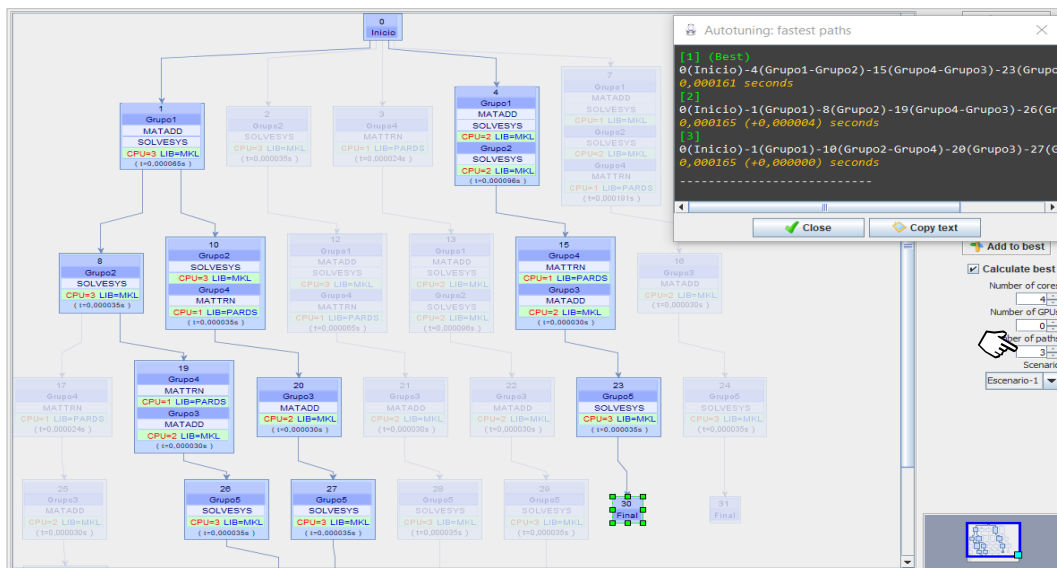 0
Inicio
1
Grupo1
MATADD
SOLVESYS
CPU=3 LIB=MKL
( t=0,000065s )
2
Grupo2
SOLVESYS
CPU=3 LIB=MKL
( t=0,000035s )
3
Grupo4
MATTRN
CPU=1 LIB=PARDS
( t=0,000024s )
4
Grupo1
MATADD
SOLVESYS
CPU=2 LIB=MKL
Grupo2
SOLVESYS
CPU=2 LIB=MKL
( t=0,000096s )
7
Grupo1
MATADD
SOLVESYS
CPU=1 LIB=MKL
Grupo2
SOLVESYS
CPU=2 LIB=MKL
Grupo4
MATTRN
CPU=1 LIB=PARDS
( t=0,000191s )
8
Grupo2
SOLVESYS
CPU=3 LIB=MKL
( t=0,000035s )
10
Grupo2
SOLVESYS
CPU=3 LIB=MKL
Grupo4
MATTRN
CPU=1 LIB=PARDS
( t=0,000035s )
12
Grupo1
MATADD
SOLVESYS
CPU=3 LIB=MKL
Grupo4
MATTRN
CPU=1 LIB=PARDS
( t=0,000065s )
13
Grupo1
MATADD
SOLVESYS
CPU=2 LIB=MKL
Grupo2
SOLVESYS
CPU=2 LIB=MKL
( t=0,000096s )
15
Grupo4
MATTRN
CPU=1 LIB=PARDS
Grupo3
MATADD
CPU=2 LIB=MKL
( t=0,000030s )
16
Grupo3
MATADD
CPU=2 LIB=MKL
( t=0,000030s )
17
Grupo4
MATTRN
CPU=1 LIB=PARDS
( t=0,000024s )
19
Grupo4
MATTRN
CPU=1 LIB=PARDS
Grupo3
MATADD
CPU=2 LIB=MKL
( t=0,000030s )
20
Grupo3
MATADD
CPU=2 LIB=MKL
( t=0,000030s )
21
Grupo3
MATADD
CPU=2 LIB=MKL
( t=0,000030s )
22
Grupo3
MATADD
CPU=2 LIB=MKL
( t=0,000030s )
23
Grupo5
SOLVESYS
CPU=3 LIB=MKL
( t=0,000035s )
24
Grupo5
SOLVESYS
CPU=3 LIB=MKL
( t=0,000035s )
25
Grupo3
MATADD
CPU=2 LIB=MKL
( t=0,000030s )
26
Grupo5
SOLVESYS
CPU=3 LIB=MKL
( t=0,000035s )
27
Grupo5
SOLVESYS
CPU=3 LIB=MKL
( t=0,000035s )
28
Grupo5
SOLVESYS
CPU=3 LIB=MKL
( t=0,000035s )
29
Grupo5
SOLVESYS
CPU=3 LIB=MKL
( t=0,000035s )
30
Final
31
Final
Autotuning: fastest paths
[1] (Best)
0(Inicio)-4(Grupo1-Grupo2)-15(Grupo4-Grupo3)-23(Grupo
0,000161 seconds
[2]
0(Inicio)-1(Grupo1)-8(Grupo2)-19(Grupo4-Grupo3)-26(Gr
0,000165 (+0,000004) seconds
[3]
0(Inicio)-1(Grupo1)-10(Grupo2-Grupo4)-20(Grupo3)-27(G
0,000165 (+0,000000) seconds
---------------------------
Close
Copy text
Add to best
Calculate best
Number of cores
4
Number of GPUs
0
ber of paths
3
Scenario
Escenario-1